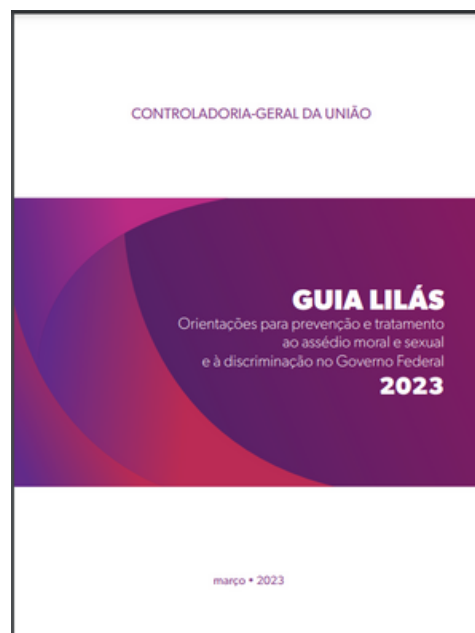 CONTROLADORIA-GERAL DA UNIÃO
GUIA LILÁS
Orientações para prevenção e tratamento
ao assédio moral e sexual
e à discriminação no Governo Federal
2023
março • 2023